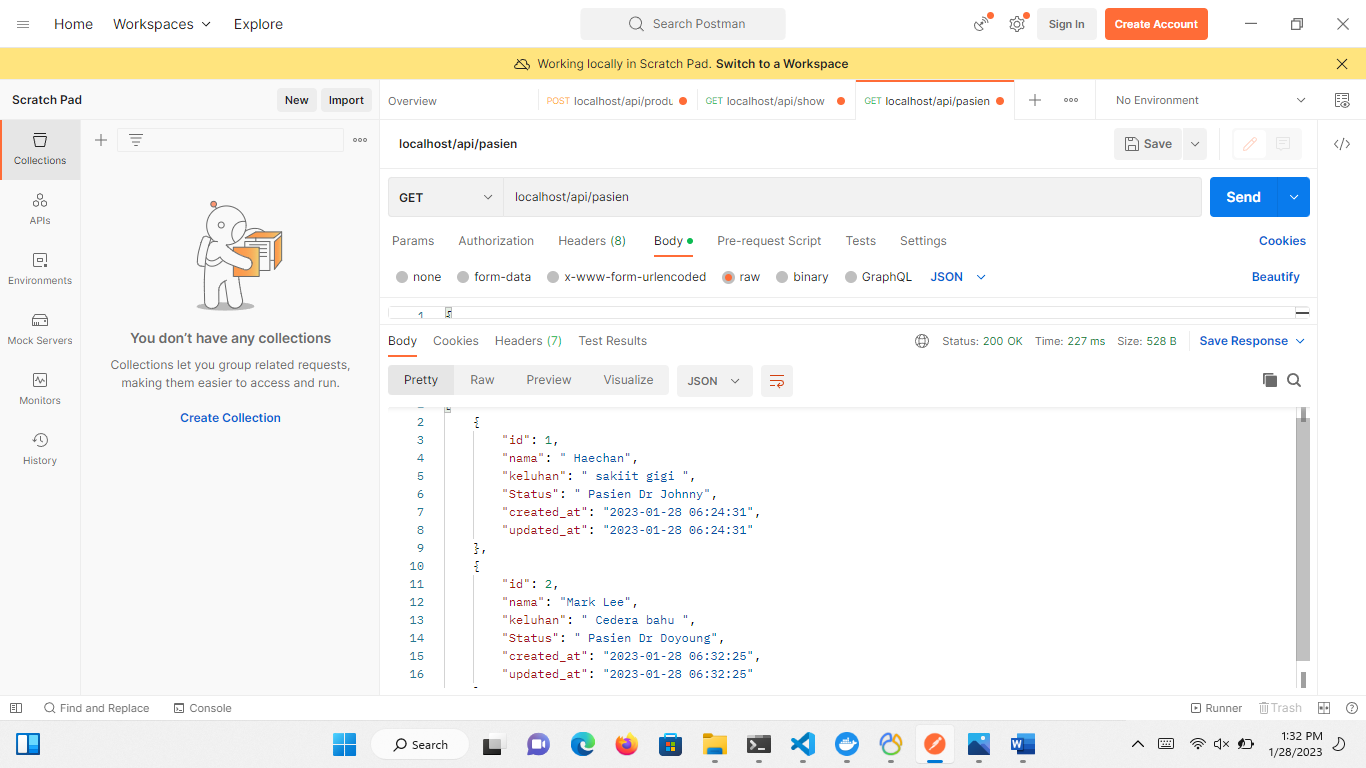 Home Workspaces Explore Search Postman Sign In Create Account
Working locally in Scratch Pad. Switch to a Workspace
Scratch Pad New Import Overview POST localhost/api/produ GET localhost/api/show GET localhost/api/pasien No Environment
Collections
APIs
Environments
Mock Servers
Monitors
History
You don't have any collections
Collections let you group related requests,
making them easier to access and run.
Create Collection
localhost/api/pasien Save
GET localhost/api/pasien Send
Params Authorization Headers (8) Body Pre-request Script Tests Settings Cookies
none form-data x-www-form-urlencoded raw binary GraphQL JSON Beautify
1 [
Body Cookies Headers (7) Test Results Status: 200 OK Time: 227 ms Size: 528 B Save Response
Pretty Raw Preview Visualize JSON
2 {
3 "id": 1,
4 "nama": " Haechan",
5 "keluhan": " sakiit gigi ",
6 "Status": " Pasien Dr Johnny",
7 "created_at": "2023-01-28 06:24:31",
8 "updated_at": "2023-01-28 06:24:31"
9 },
10 {
11 "id": 2,
12 "nama": "Mark Lee",
13 "keluhan": " Cedera bahu ",
14 "Status": " Pasien Dr Doyoung",
15 "created_at": "2023-01-28 06:32:25",
16 "updated_at": "2023-01-28 06:32:25"
Find and Replace Console Runner Trash
Search
1:32 PM
1/28/2023